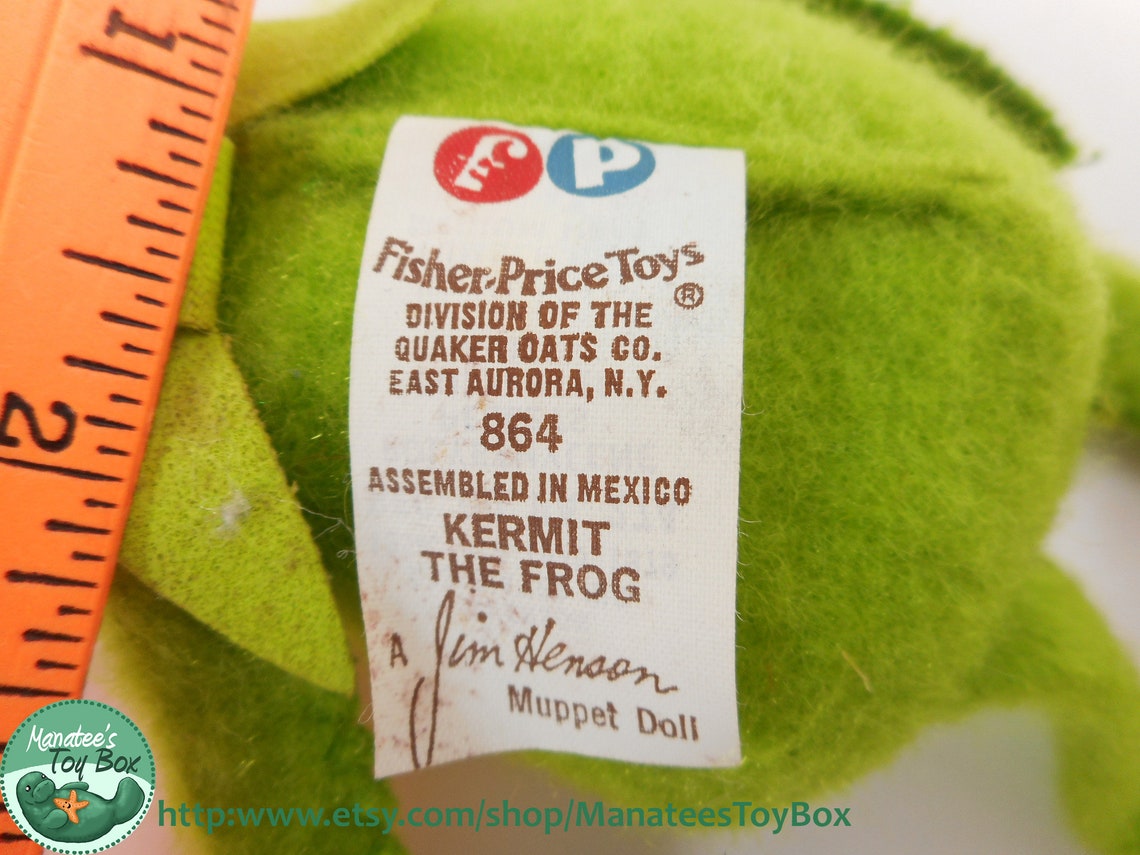 1
2
f P
Fisher-Price Toys
®
DIVISION OF THE
QUAKER OATS CO.
EAST AURORA, N.Y.
864
ASSEMBLED IN MEXICO
KERMIT
THE FROG
A Jim Henson
Muppet Doll
Manatee's
Toy Box
http:www.etsy.com/shop/ManateesToyBox